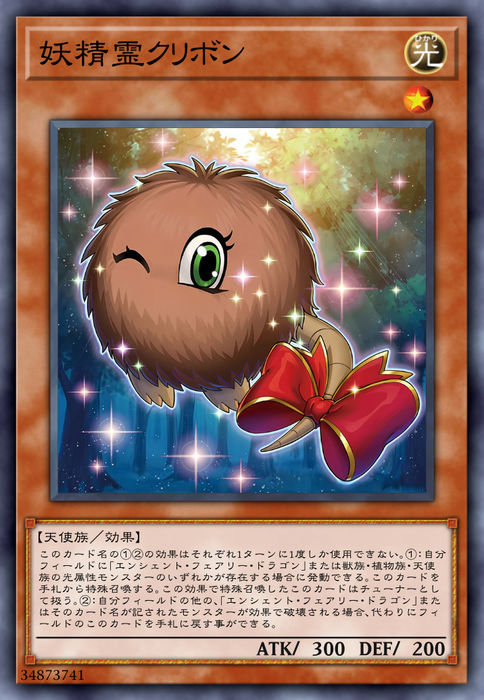 妖精霊クリボン
ひかり
光
【天使族/効果】
このカード名の①②の効果はそれぞれ1ターンに1度しか使用できない。①:自分
フィールドに「エンシェント・フェアリー・ドラゴン」または獣族・植物族・天使
族の光属性モンスターのいずれかが存在する場合に発動できる。このカードを
手札から特殊召喚する。この効果で特殊召喚したこのカードはチューナーとし
て扱う。②:自分フィールドの他の、「エンシェント・フェアリー・ドラゴン」また
はそのカード名が記されたモンスターが効果で破壊される場合、代わりにフィ
ールドのこのカードを手札に戻す事ができる。
ATK/ 300 DEF/ 200
34873741